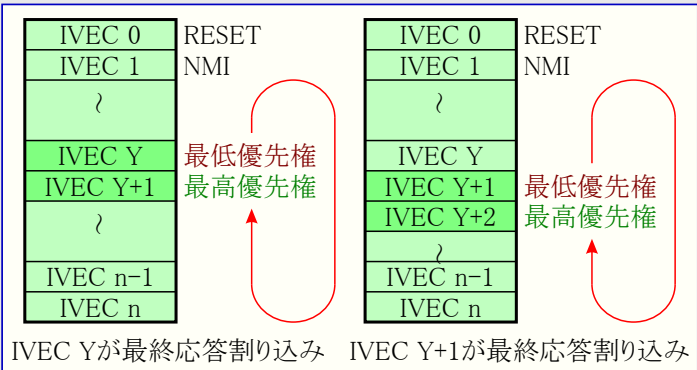 IVEC 0 RESET
IVEC 1 NMI
~
IVEC Y 最低優先権
IVEC Y+1 最高優先権
~
IVEC n-1
IVEC n
IVEC Yが最終応答割り込み
IVEC 0 RESET
IVEC 1 NMI
~
IVEC Y
IVEC Y+1 最低優先権
IVEC Y+2 最高優先権
~
IVEC n-1
IVEC n
IVEC Y+1が最終応答割り込み